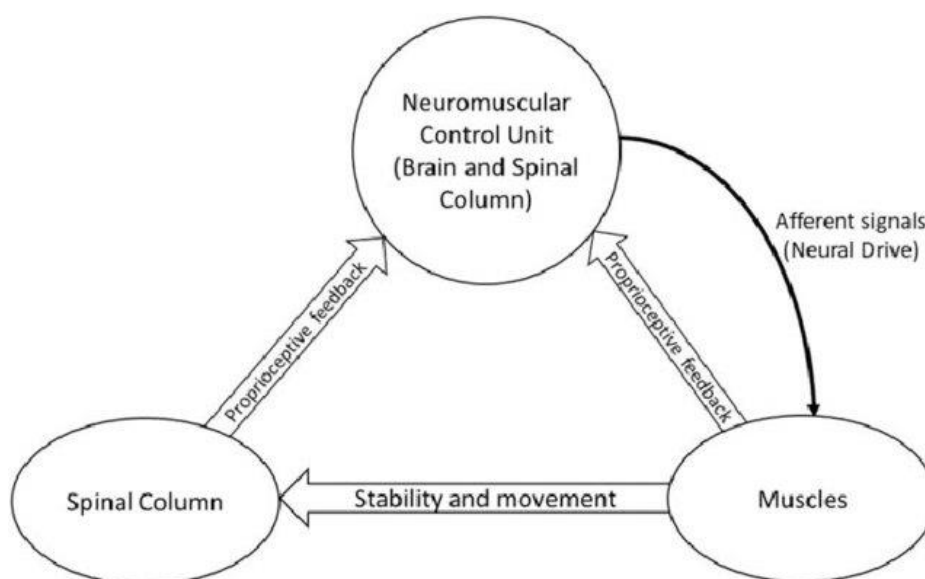 Neuromuscular
Control Unit
(Brain and Spinal
Column)
Afferent signals
(Neural Drive)
Proprioceptive feedback
Proprioceptive feedback
Spinal Column
Stability and movement
Muscles